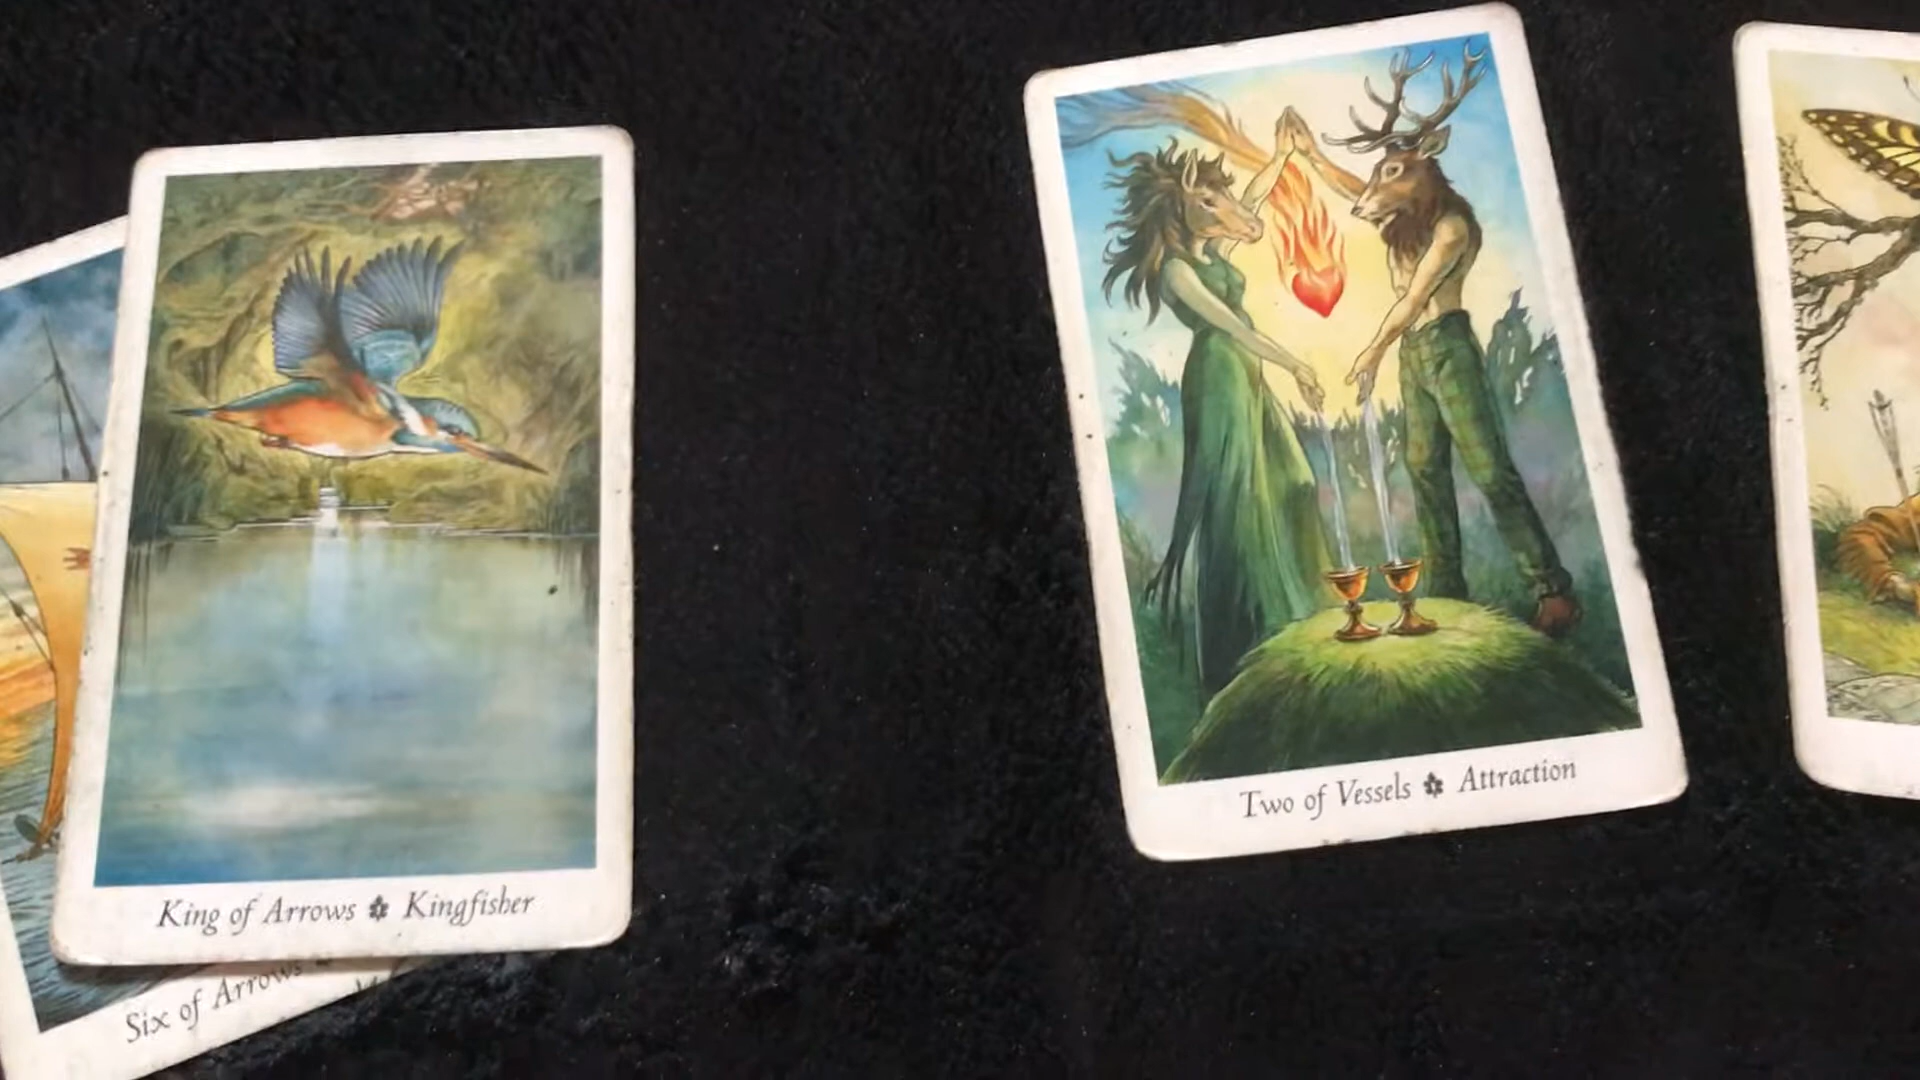 King of Arrows Kingfisher
Six of Arrows
Two of Vessels Attraction